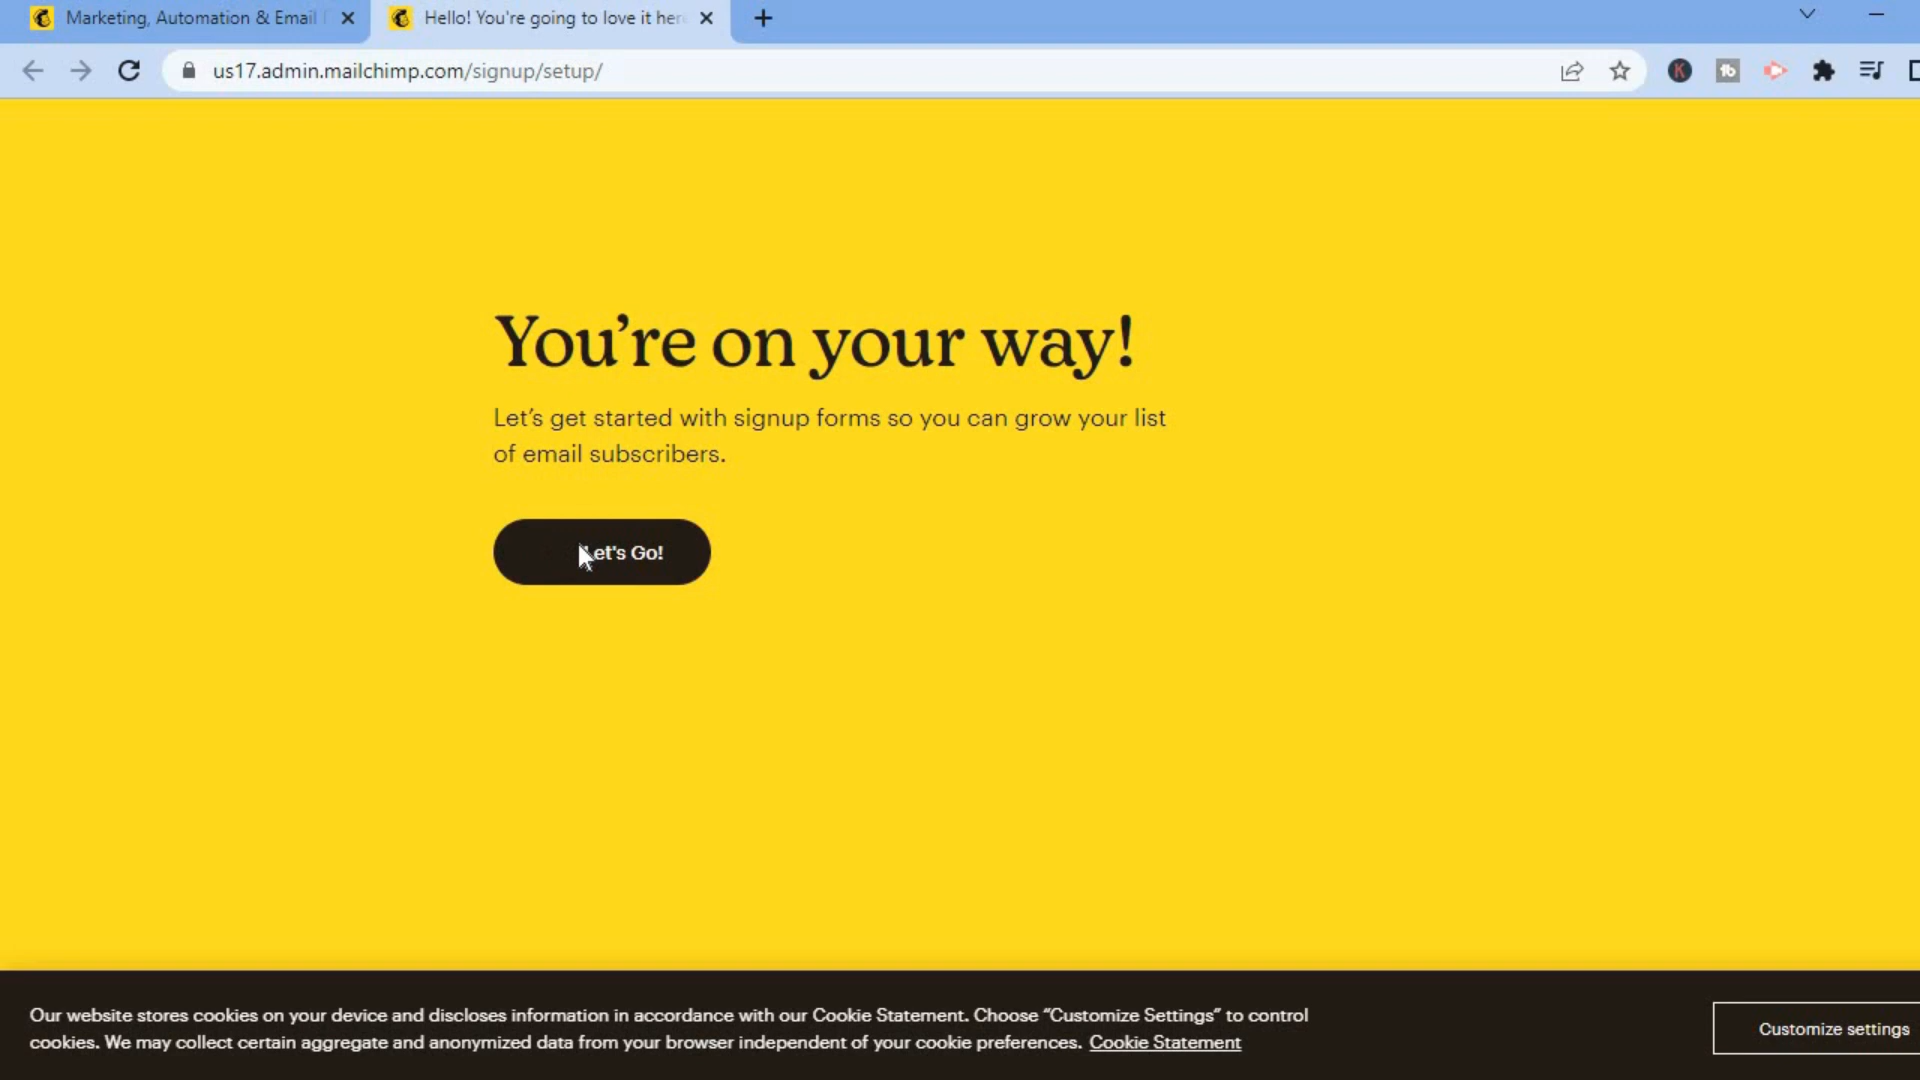 Marketing, Automation & Email
Hello! You're going to love it her
us17.admin.mailchimp.com/signup/setup/
K
tb
You’re on your way!
Let’s get started with signup forms so you can grow your list
of email subscribers.
Let's Go!
Our website stores cookies on your device and discloses information in accordance with our Cookie Statement. Choose “Customize Settings” to control
cookies. We may collect certain aggregate and anonymized data from your browser independent of your cookie preferences. Cookie Statement
Customize settings